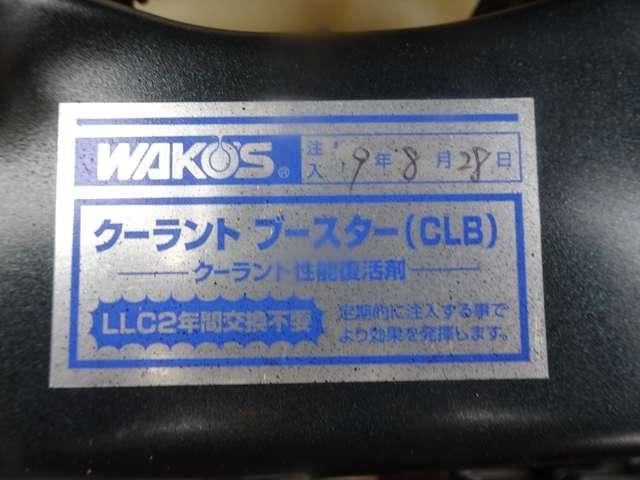 WAKO'S® 注入 '9年8月28日
クーラント ブースター(CLB)
クーラント性能復活剤
LLC2年間交換不要
定期的に注入する事で
より効果を発揮します。